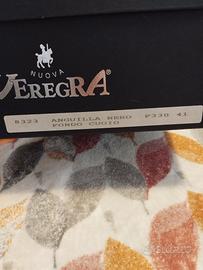 NUOVA
VEREGRA®
8323 ANGUILLA NERO P330 41
FONDO CUOIO